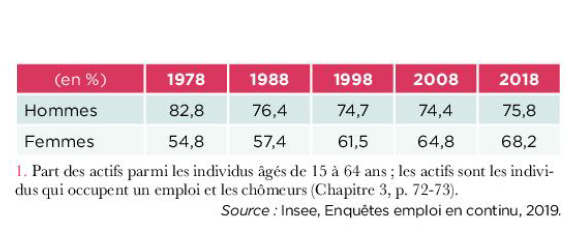 (en %) 1978 1988 1998 2008 2018
Hommes 82,8 76,4 74,7 74,4 75,8
Femmes 54,8 57,4 61,5 64,8 68,2
1. Part des actifs parmi les individus âgés de 15 à 64 ans ; les actifs sont les indivi-
dus qui occupent un emploi et les chômeurs (Chapitre 3, p. 72-73).
Source : Insee, Enquêtes emploi en continu, 2019.